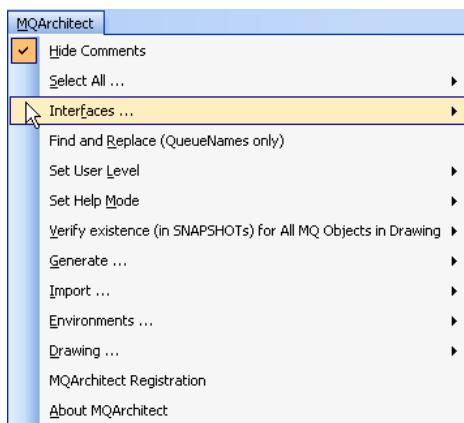 MQArchitect
Hide Comments
Select All ...
Interfaces ...
Find and Replace (QueueNames only)
Set User Level
Set Help Mode
Verify existence (in SNAPSHOTs) for All MQ Objects in Drawing
Generate ...
Import ...
Environments ...
Drawing ...
MQArchitect Registration
About MQArchitect